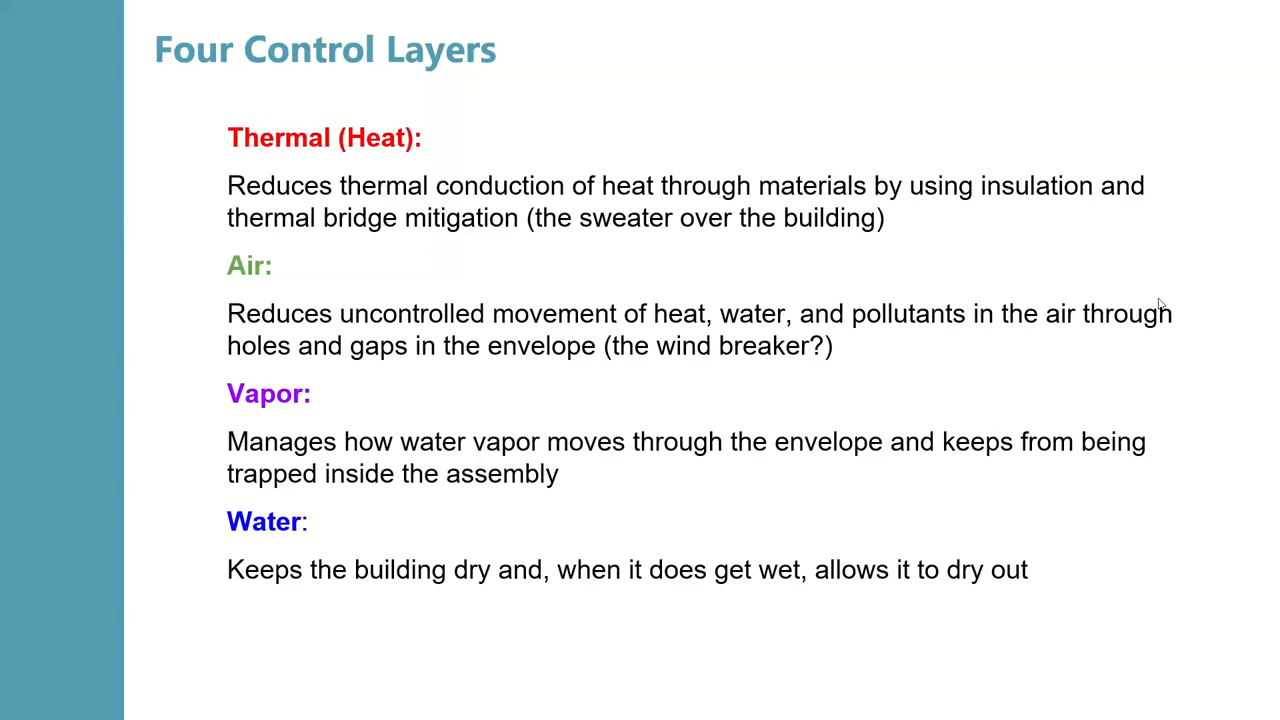 Four Control Layers
Thermal (Heat):
Reduces thermal conduction of heat through materials by using insulation and
thermal bridge mitigation (the sweater over the building)
Air:
Reduces uncontrolled movement of heat, water, and pollutants in the air through
holes and gaps in the envelope (the wind breaker?)
Vapor:
Manages how water vapor moves through the envelope and keeps from being
trapped inside the assembly
Water:
Keeps the building dry and, when it does get wet, allows it to dry out